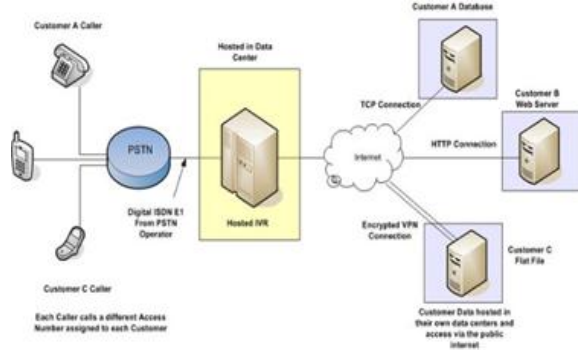 Customer A Caller
PSTN
Digital ISDN E1
From PSTN
Operator
Customer C Caller
Each Caller calls a different Access
Number assigned to each Customer
Hosted in Data
Center
Hosted IVR
Internet
Customer A Database
TCP Connection
Customer B
Web Server
HTTP Connection
Encrypted VPN
Connection
Customer C
Flat File
Customer Data hosted in
their own data centers and
access via the public
internet